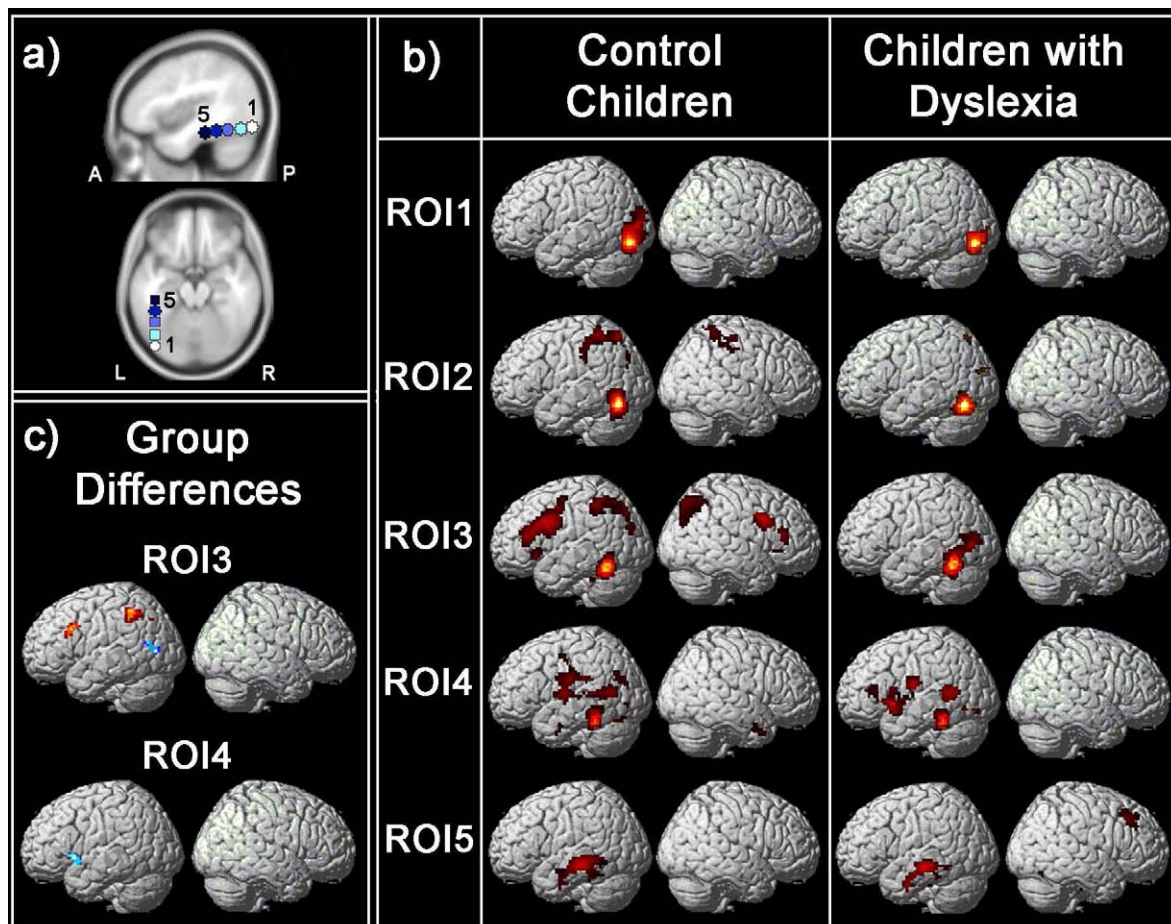 a)
5
1
A
P
5
1
L
R
b)
Control
Children
Children with
Dyslexia
ROI1
ROI2
ROI3
ROI4
ROI5
c)
Group
Differences
ROI3
ROI4